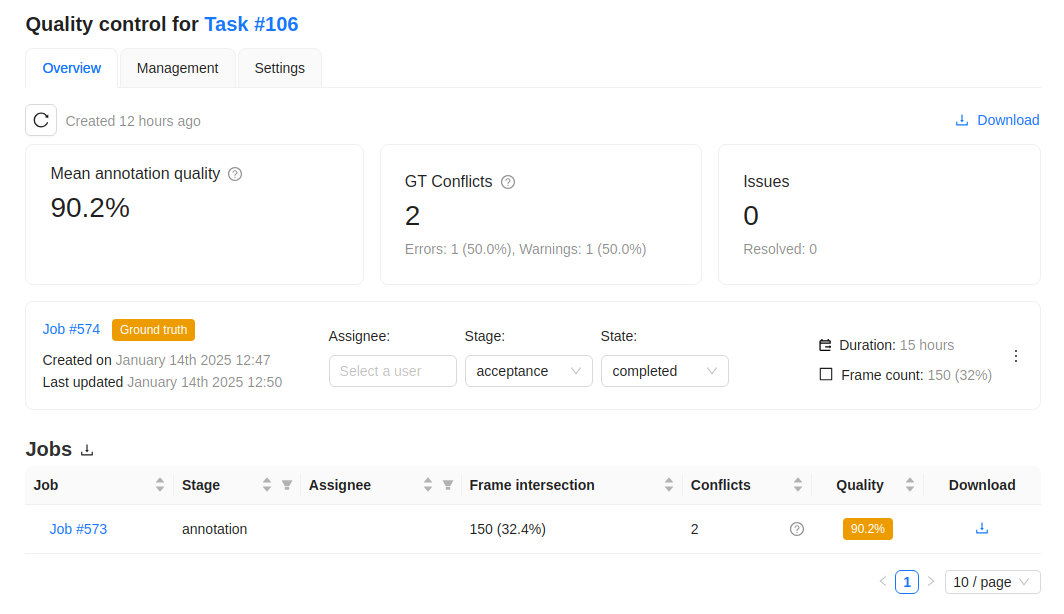 Quality control for Task #106
Overview Management Settings
Created 12 hours ago Download
Mean annotation quality
90.2%
GT Conflicts
2
Errors: 1 (50.0%), Warnings: 1 (50.0%)
Issues
0
Resolved: 0
Job #574 Ground truth
Created on January 14th 2025 12:47
Last updated January 14th 2025 12:50
Assignee: Stage: State:
Select a user acceptance completed
Duration: 15 hours
Frame count: 150 (32%)
Jobs
Job Stage Assignee Frame intersection Conflicts Quality Download
Job #573 annotation 150 (32.4%) 2 90.2%
1 10 / page